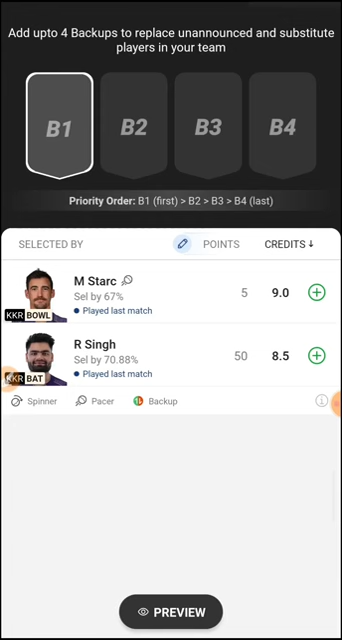 Add upto 4 Backups to replace unannounced and substitute
players in your team
B1 B2 B3 B4
Priority Order: B1 (first) > B2 > B3 > B4 (last)
SELECTED BY POINTS CREDITS ↓
M Starc
Sel by 67%
5 9.0
Played last match
KKR BOWL
R Singh
Sel by 70.88%
50 8.5
Played last match
KKR BAT
Spinner Pacer Backup
PREVIEW